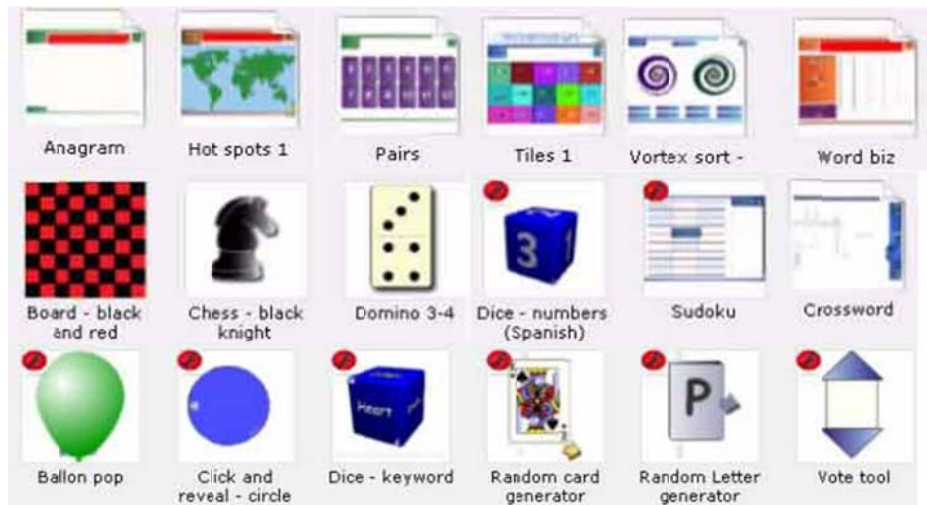 Anagram
Hot spots 1
Pairs
Tiles 1
Vortex sort -
Word biz
3
Board - black
and red
Chess - black
knight
Domino 3-4
Dice - numbers
(Spanish)
Sudoku
Crossword
Heart
P
Ballon pop
Click and
reveal - circle
Dice - keyword
Random card
generator
Random Letter
generator
Vote tool